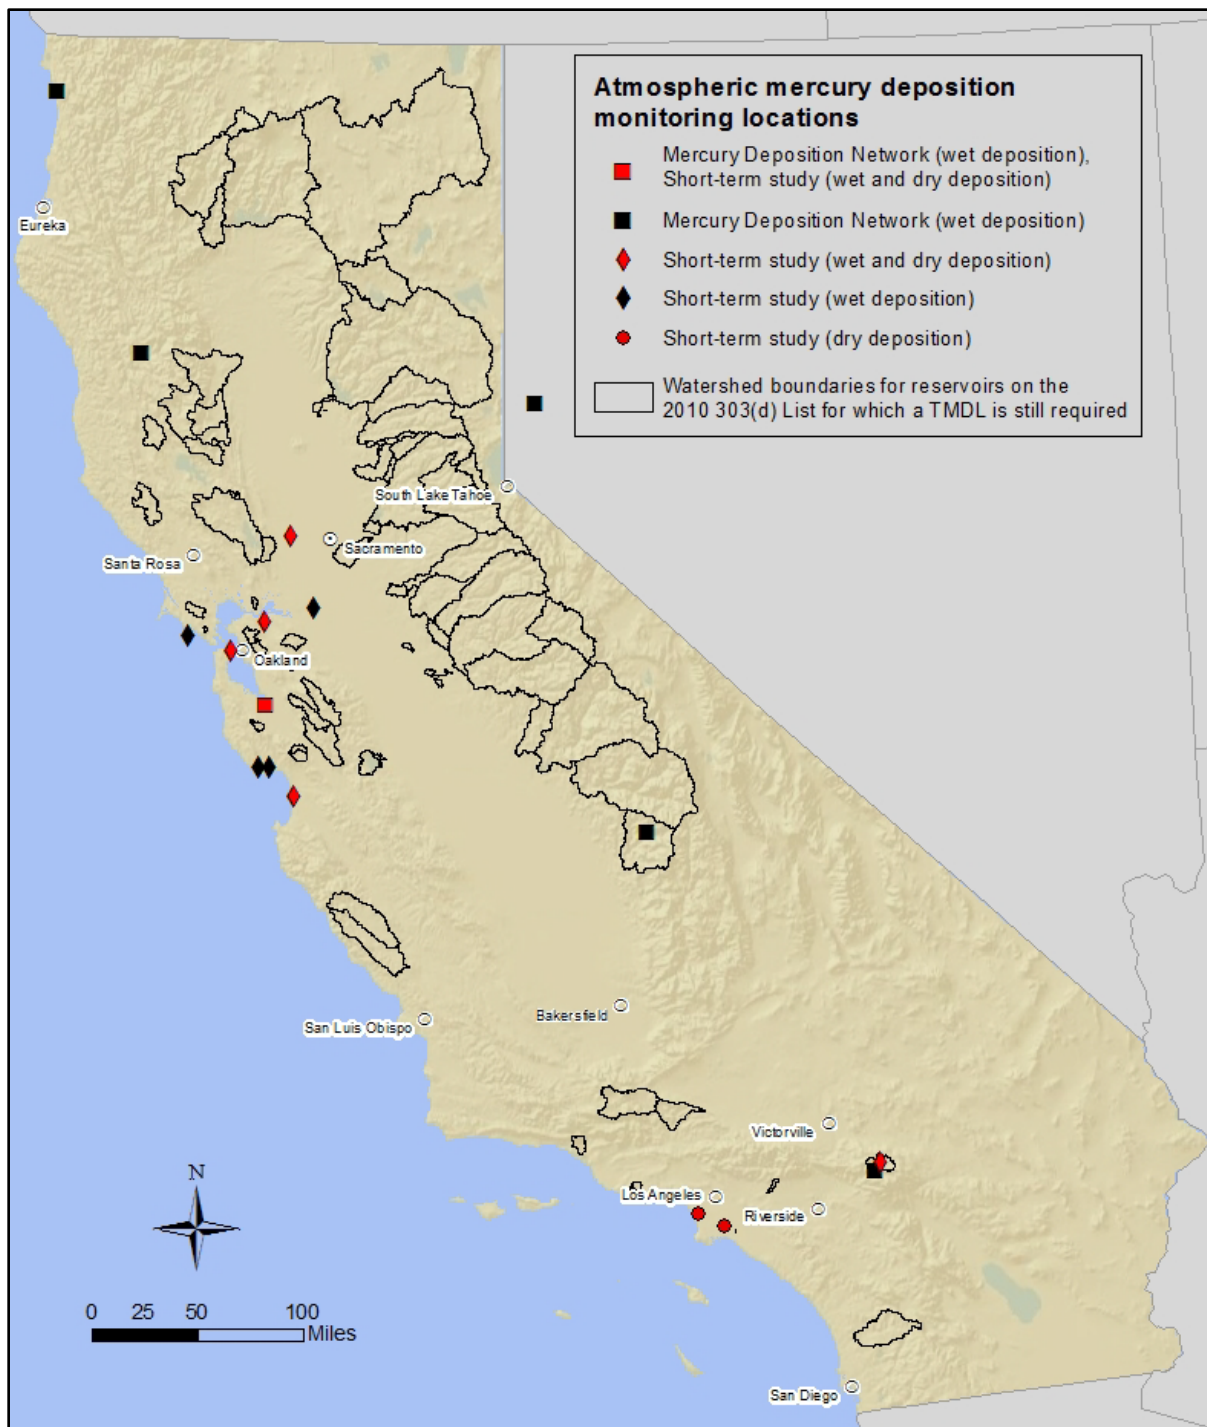 Atmospheric mercury deposition
monitoring locations
Mercury Deposition Network (wet deposition),
Short-term study (wet and dry deposition)
Mercury Deposition Network (wet deposition)
Short-term study (wet and dry deposition)
Short-term study (wet deposition)
Short-term study (dry deposition)
Watershed boundaries for reservoirs on the
2010 303(d) List for which a TMDL is still required
Eureka
South Lake Tahoe
Sacramento
Santa Rosa
Oakland
Bakersfield
San Luis Obispo
Victorville
Los Angeles
Riverside
San Diego
N
0 25 50 100
Miles